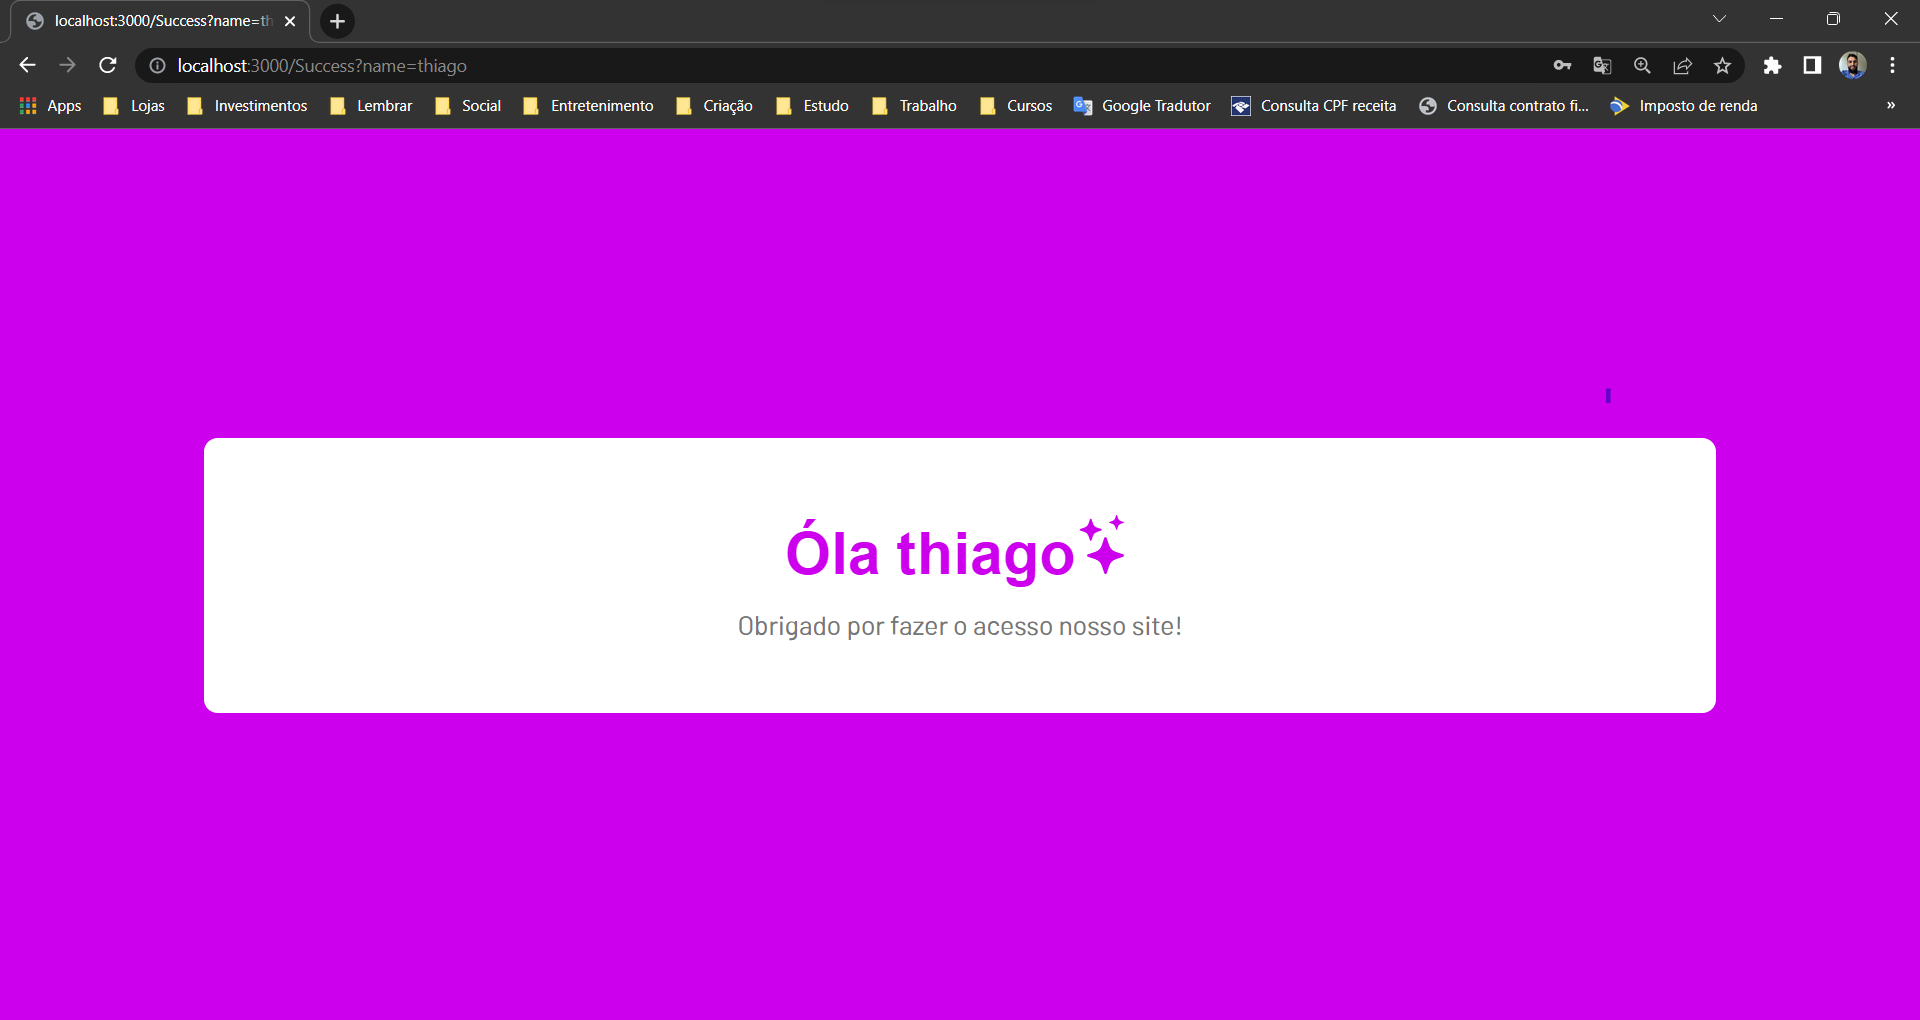 localhost:3000/Success?name=th
localhost:3000/Success?name=thiago
Apps Lojas Investimentos Lembrar Social Entretenimento Criação Estudo Trabalho Cursos Google Tradutor Consulta CPF receita Consulta contrato fi... Imposto de renda »
Óla thiago
Obrigado por fazer o acesso nosso site!